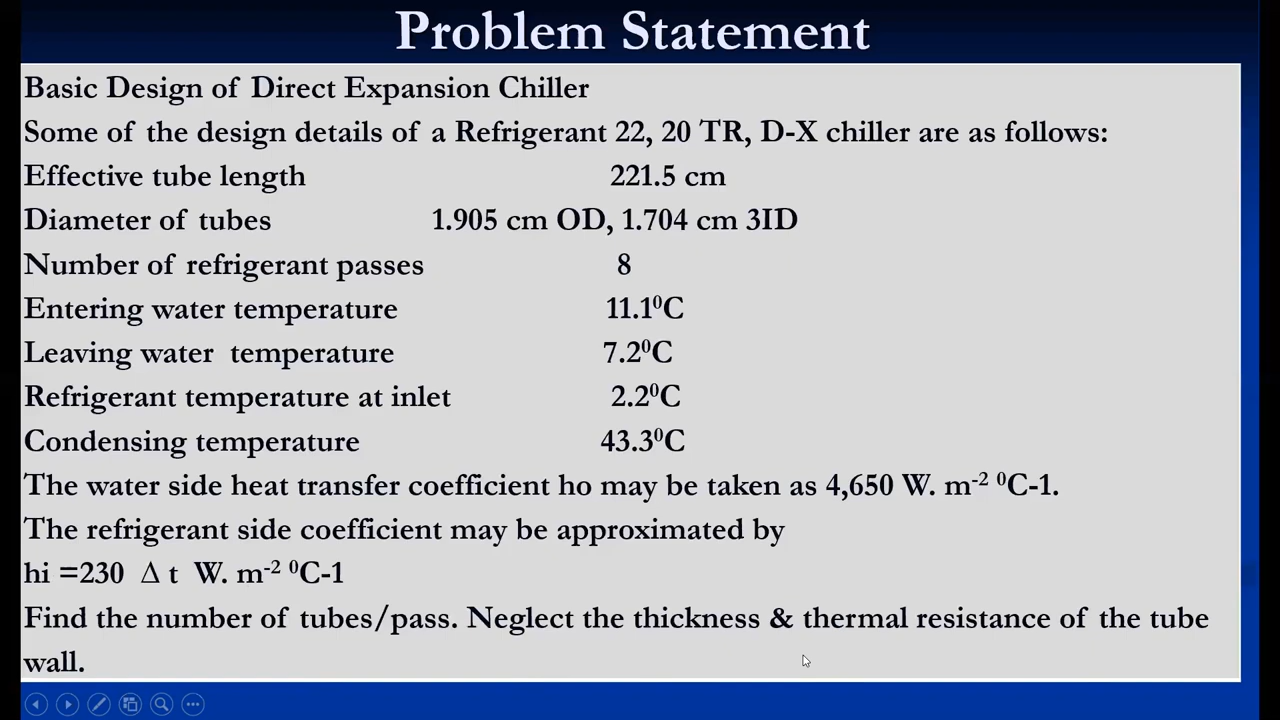 Problem Statement
Basic Design of Direct Expansion Chiller
Some of the design details of a Refrigerant 22, 20 TR, D-X chiller are as follows:
Effective tube length 221.5 cm
Diameter of tubes 1.905 cm OD, 1.704 cm 3ID
Number of refrigerant passes 8
Entering water temperature 11.1⁰C
Leaving water temperature 7.2⁰C
Refrigerant temperature at inlet 2.2⁰C
Condensing temperature 43.3⁰C
The water side heat transfer coefficient ho may be taken as 4,650 W. m⁻² ⁰C-1.
The refrigerant side coefficient may be approximated by
hi =230 Δ t W. m⁻² ⁰C-1
Find the number of tubes/pass. Neglect the thickness & thermal resistance of the tube
wall.